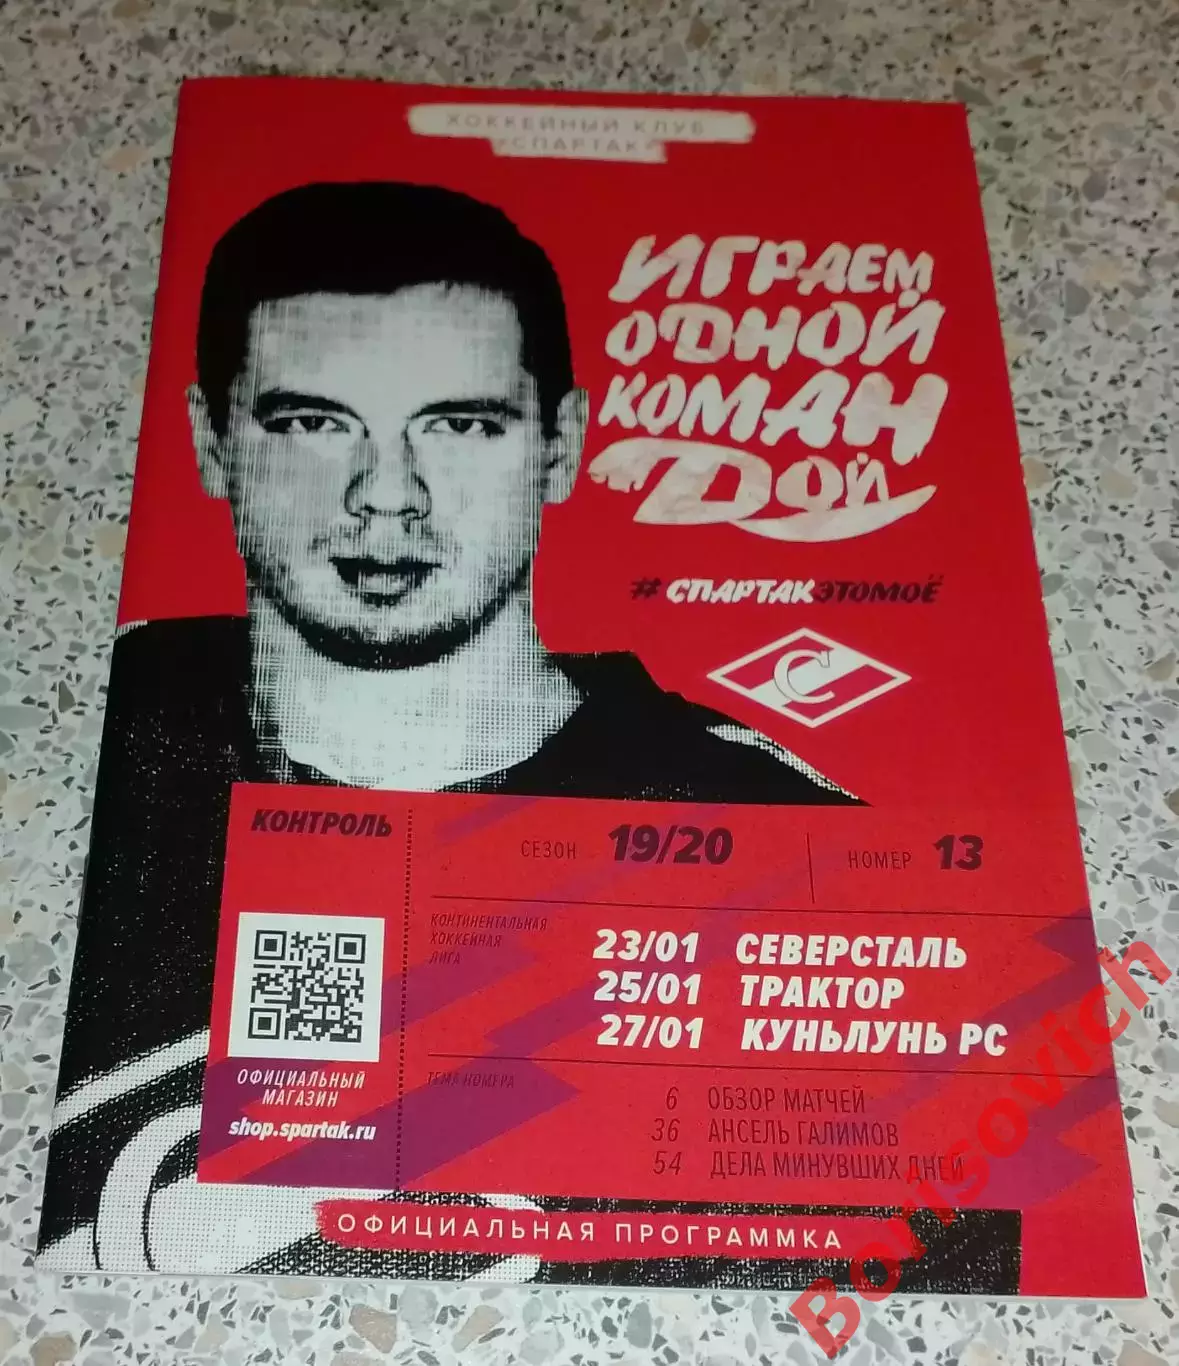 ХОККЕЙНЫЙ КЛУБ
«СПАРТАК»
ИГРАЕМ
ОДНОЙ
КОМАН
ДОЙ
#СПАРТАКЭТОМОЁ
С
КОНТРОЛЬ
СЕЗОН 19/20
НОМЕР 13
КОНТИНЕНТАЛЬНАЯ
ХОККЕЙНАЯ
ЛИГА
23/01 СЕВЕРСТАЛЬ
25/01 ТРАКТОР
27/01 КУНЬЛУНЬ РС
ОФИЦИАЛЬНЫЙ
МАГАЗИН
shop.spartak.ru
ТЕМА НОМЕРА
6 ОБЗОР МАТЧЕЙ
36 АНСЕЛЬ ГАЛИМОВ
54 ДЕЛА МИНУВШИХ ДНЕЙ
ОФИЦИАЛЬНАЯ ПРОГРАММКА
Borisovich